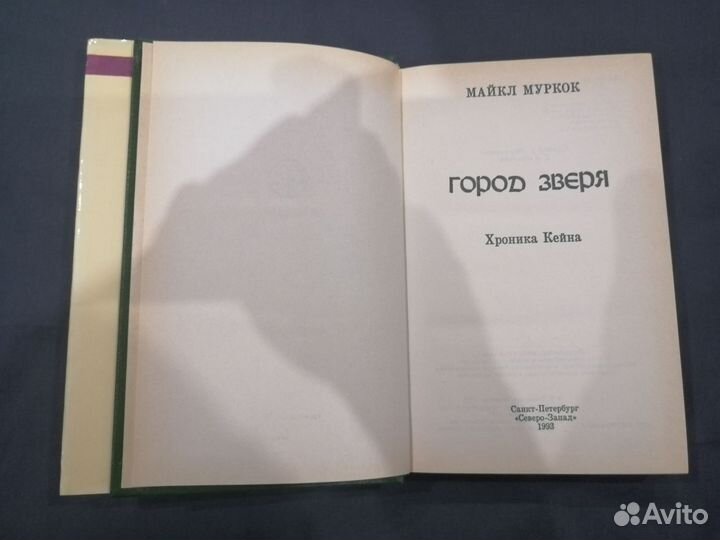 МАЙКЛ МУРКОК
ГОРОД ЗВЕРЯ
Хроника Кейна
Санкт-Петербург
«Северо-Запад»
1993
Avito